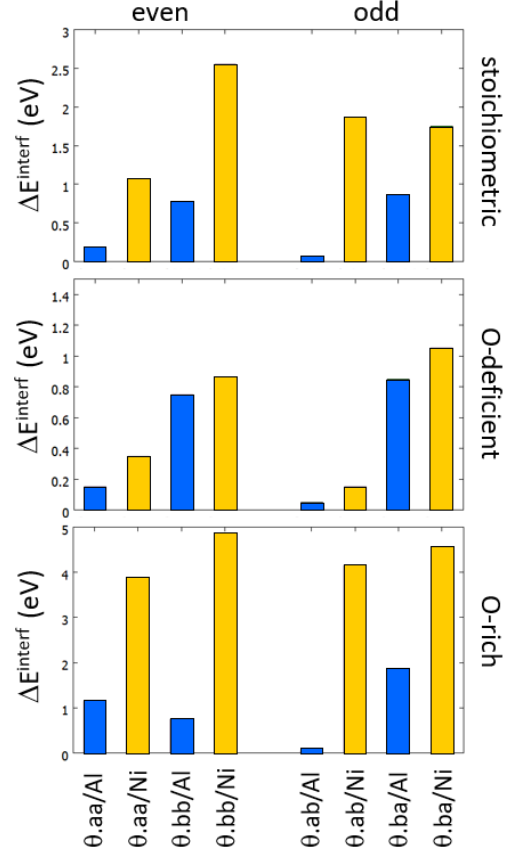 even odd
3
2.5
2
1.5
1
0.5
0
ΔE^interf (eV)
stoichiometric
1.4
1.2
1
0.8
0.6
0.4
0.2
0
ΔE^interf (eV)
O-deficient
5
4
3
2
1
0
ΔE^interf (eV)
O-rich
θ.aa/Al
θ.aa/Ni
θ.bb/Al
θ.bb/Ni
θ.ab/Al
θ.ab/Ni
θ.ba/Al
θ.ba/Ni